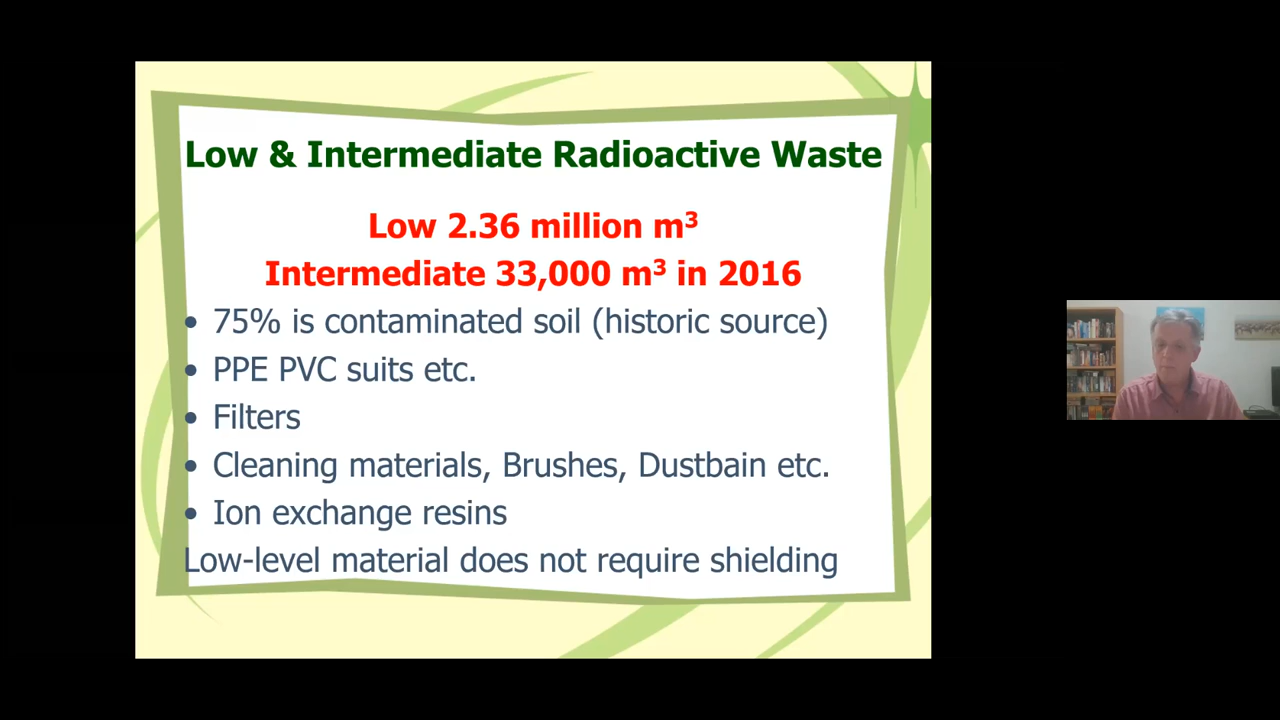 Low & Intermediate Radioactive Waste
Low 2.36 million m³
Intermediate 33,000 m³ in 2016
• 75% is contaminated soil (historic source)
• PPE PVC suits etc.
• Filters
• Cleaning materials, Brushes, Dustbain etc.
• Ion exchange resins
Low-level material does not require shielding